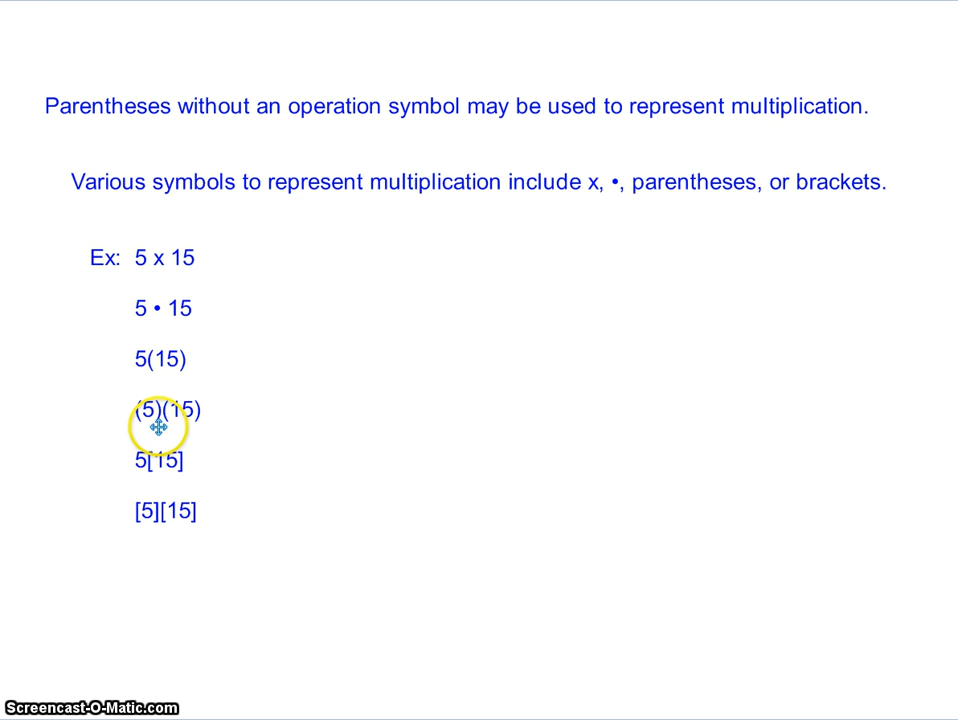 Parentheses without an operation symbol may be used to represent multiplication.
Various symbols to represent multiplication include x, •, parentheses, or brackets.
Ex: 5 x 15
5 • 15
5(15)
(5)(15)
5[15]
[5][15]
Screencast-O-Matic.com